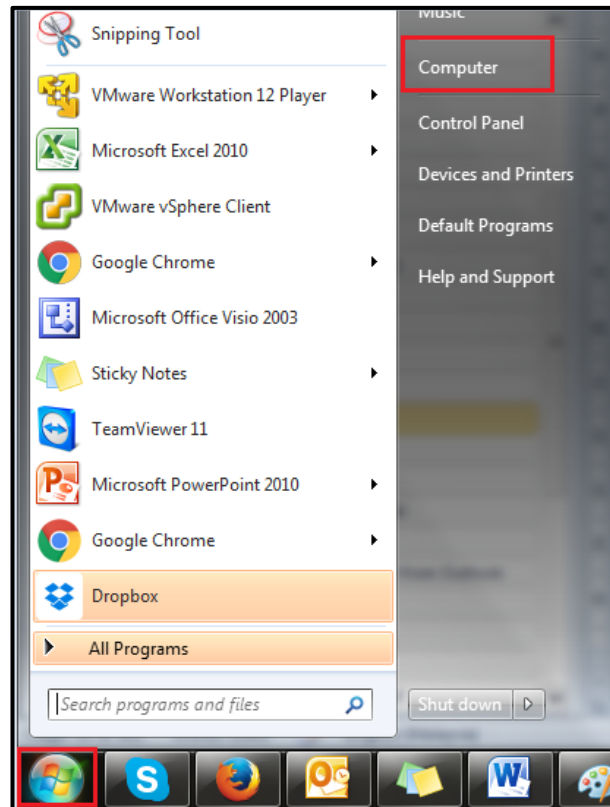 Snipping Tool
VMware Workstation 12 Player
Microsoft Excel 2010
VMware vSphere Client
Google Chrome
Microsoft Office Visio 2003
Sticky Notes
TeamViewer 11
Microsoft PowerPoint 2010
Google Chrome
Dropbox
All Programs
Search programs and files
Music
Computer
Control Panel
Devices and Printers
Default Programs
Help and Support
Shut down